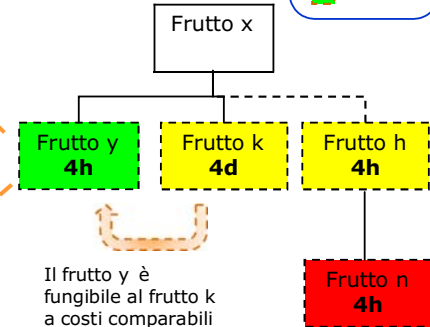 Frutto x
Frutto y
4h
Frutto k
4d
Frutto h
4h
Il frutto y è
fungibile al frutto k
a costi comparabili
Frutto n
4h